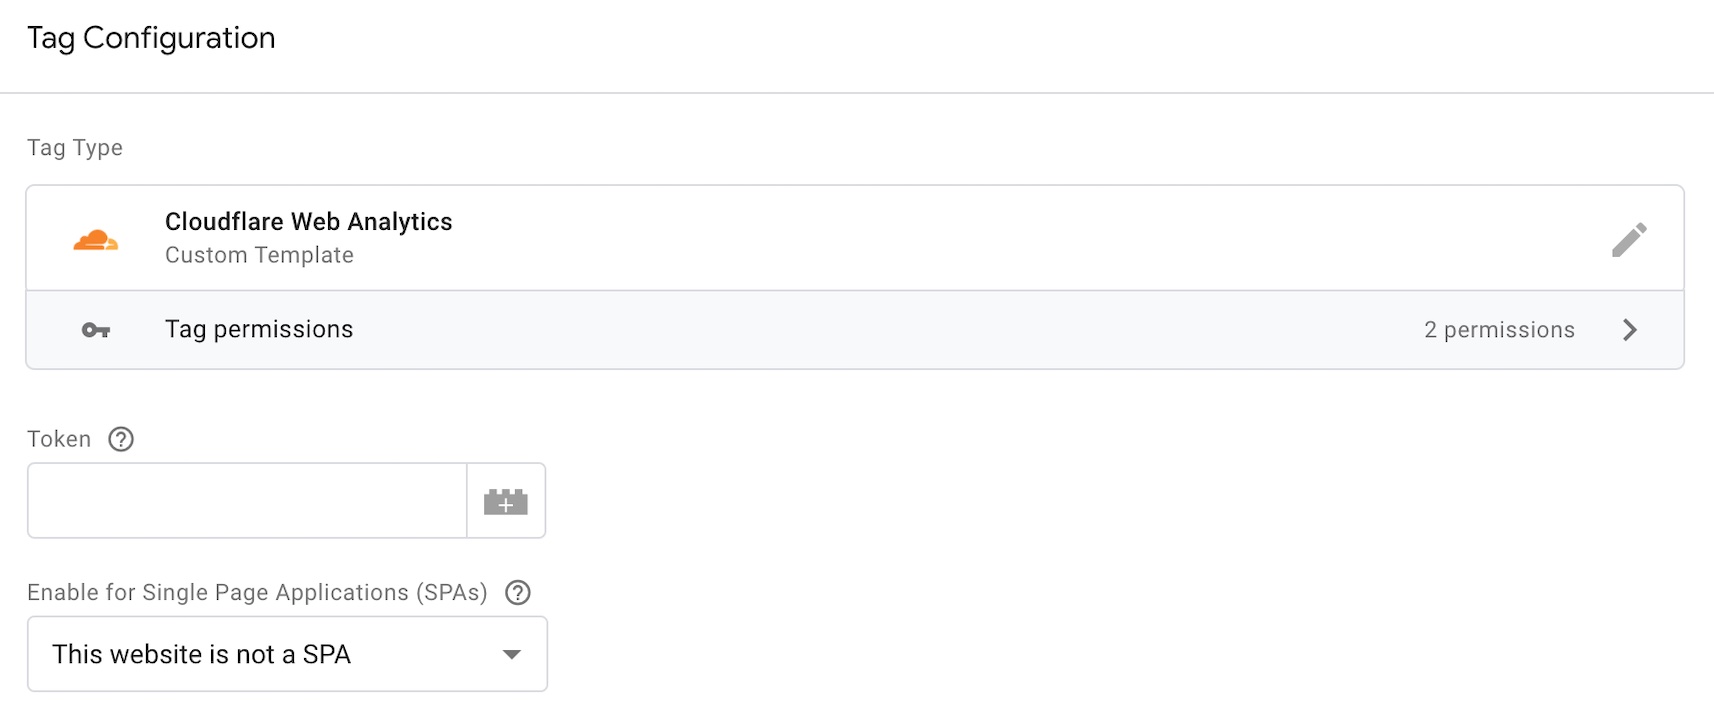 Tag Configuration
Tag Type
Cloudflare Web Analytics
Custom Template
Tag permissions
2 permissions
Token
Enable for Single Page Applications (SPAs)
This website is not a SPA